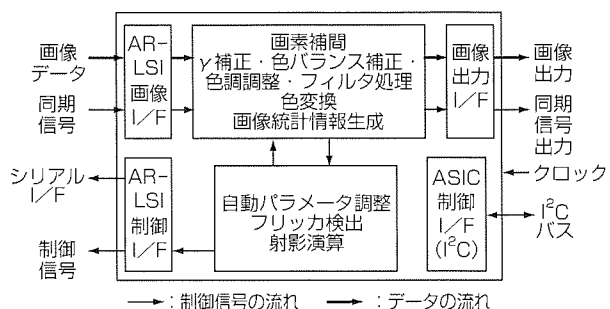 画像
データ
同期
信号
AR-
LSI
画像
I/F
画素補間
γ補正・色バランス補正・
色調調整・フィルタ処理
色変換
画像統計情報生成
画像
出力
I/F
画像
出力
同期
信号
出力
シリアル
I/F
制御
信号
AR-
LSI
制御
I/F
自動パラメータ調整
フリッカ検出
射影演算
ASIC
制御
I/F
(I²C)
クロック
I²C
バス
→：制御信号の流れ　→：データの流れ